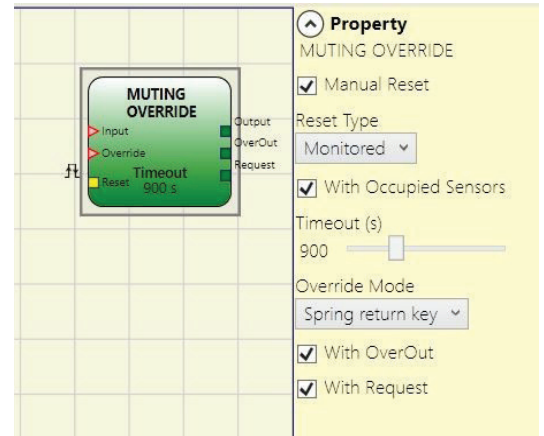 MUTING
OVERRIDE
Input
Override
Reset
Timeout
900 s
Output
OverOut
Request
Property
MUTING OVERRIDE
Manual Reset
Reset Type
Monitored
With Occupied Sensors
Timeout (s)
900
Override Mode
Spring return key
With OverOut
With Request